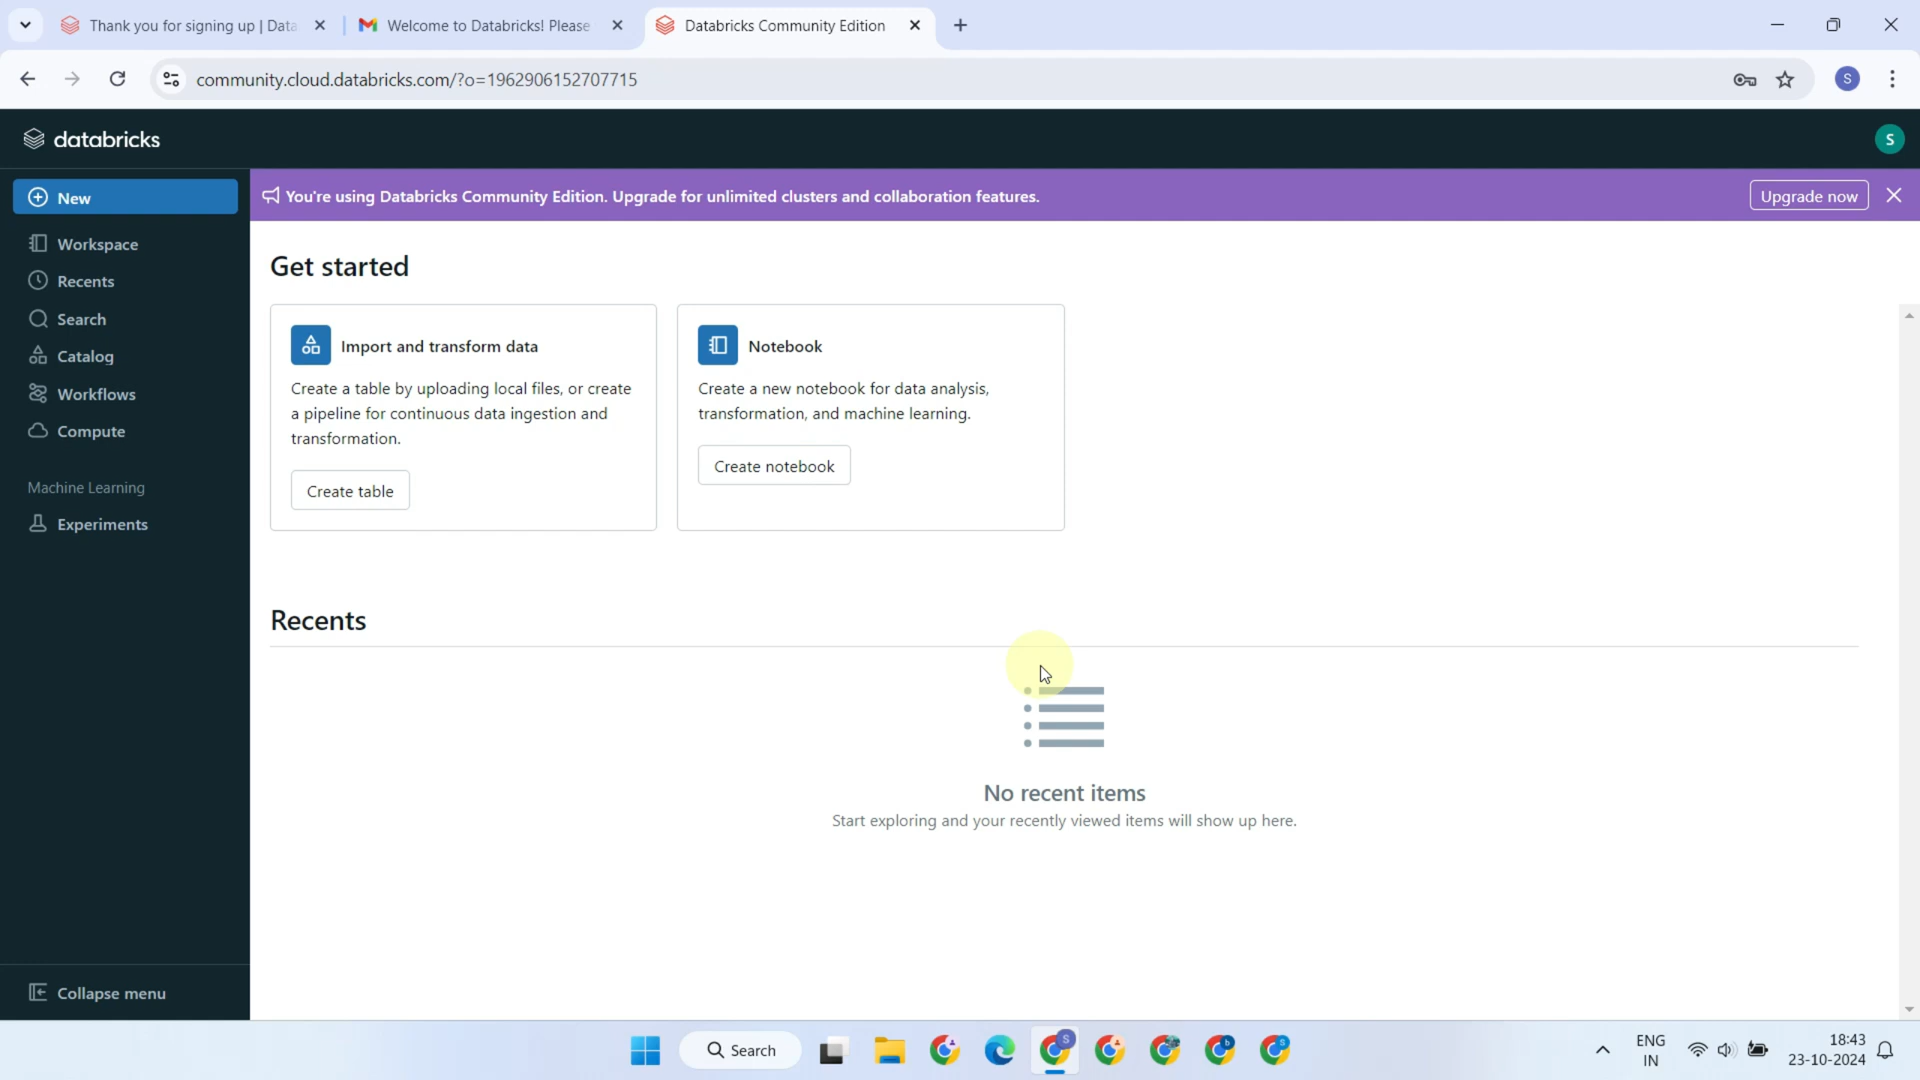 Thank you for signing up | Data
Welcome to Databricks! Please
Databricks Community Edition
community.cloud.databricks.com/?o=1962906152707715
S
databricks
S
New
You're using Databricks Community Edition. Upgrade for unlimited clusters and collaboration features.
Upgrade now
Workspace
Recents
Search
Catalog
Workflows
Compute
Machine Learning
Experiments
Collapse menu
Get started
Import and transform data
Create a table by uploading local files, or create
a pipeline for continuous data ingestion and
transformation.
Create table
Notebook
Create a new notebook for data analysis,
transformation, and machine learning.
Create notebook
Recents
No recent items
Start exploring and your recently viewed items will show up here.
Search
S
b
S
ENG
IN
18:43
23-10-2024